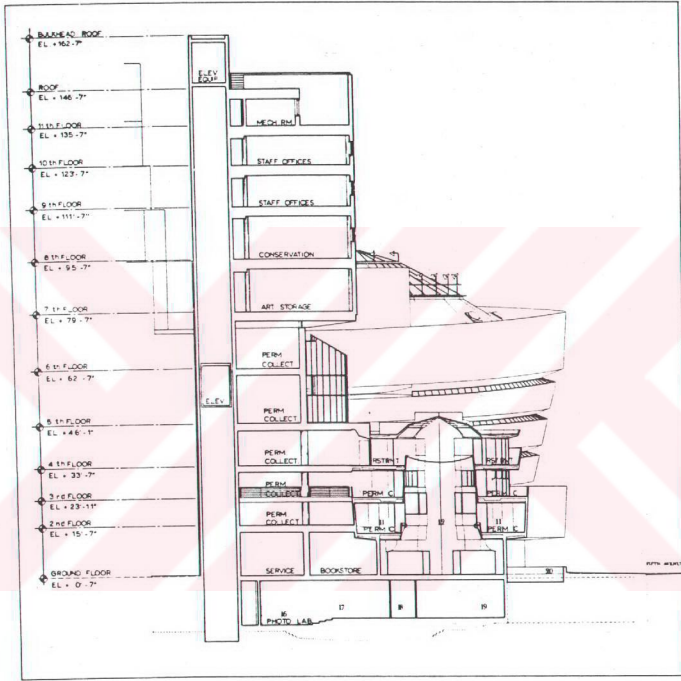 BULKHEAD ROOF
EL + 162-7"
ELEV
EQUIP
ROOF
EL + 146-7"
11 th FLOOR
EL + 135-7"
MECH RM
10 th FLOOR
EL + 123'-7"
STAFF OFFICES
9 th FLOOR
EL + 111'-7"
STAFF OFFICES
8 th FLOOR
EL + 95-7"
CONSERVATION
7 th FLOOR
EL + 79-7"
ART STORAGE
6 th FLOOR
EL + 62-7"
PERM
COLLECT
ELEV
PERM
COLLECT
5 th FLOOR
EL + 46'-1"
PERM
COLLECT
RSTRNT
RSTRNT
4 th FLOOR
EL + 33'-7"
PERM
COLLECT
PERM C
PERM C
3 rd FLOOR
EL + 23'-11"
PERM
COLLECT
11
PERM C
11
PERM C
2 nd FLOOR
EL + 15'-7"
GROUND FLOOR
EL + 0'-7"
SERVICE
BOOKSTORE
FIFTH AVENUE
16
17
18
19
PHOTO LAB